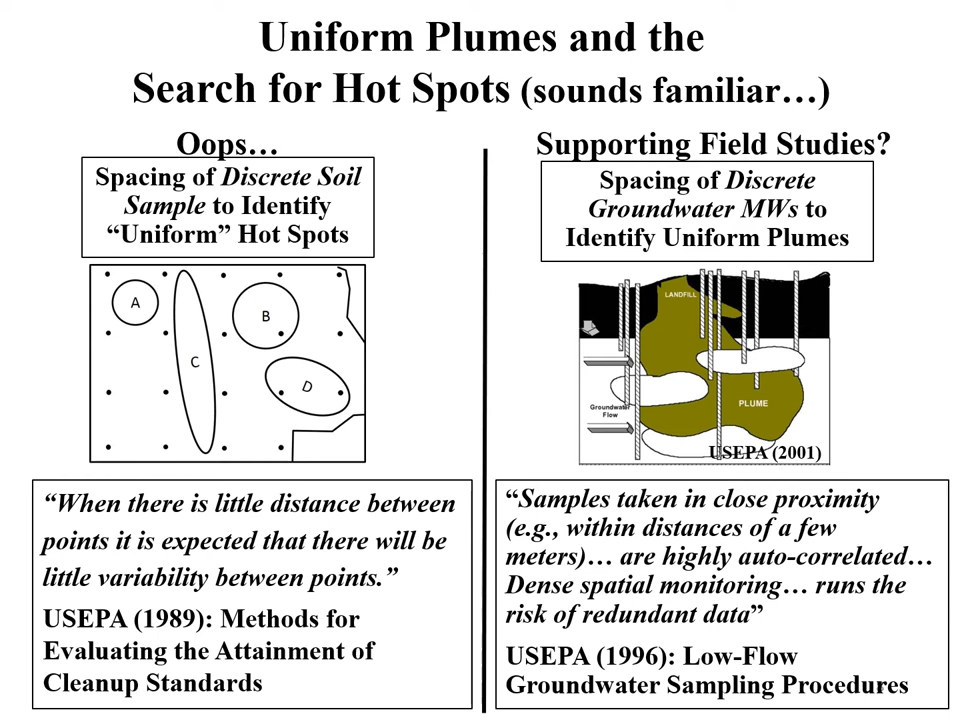 Uniform Plumes and the
Search for Hot Spots (sounds familiar…)
Oops…
Spacing of Discrete Soil
Sample to Identify
“Uniform” Hot Spots
A
B
C
D
“When there is little distance between
points it is expected that there will be
little variability between points.”
USEPA (1989): Methods for
Evaluating the Attainment of
Cleanup Standards
Supporting Field Studies?
Spacing of Discrete
Groundwater MWs to
Identify Uniform Plumes
LANDFILL
PLUME
Groundwater
Flow
USEPA (2001)
“Samples taken in close proximity
(e.g., within distances of a few
meters)… are highly auto-correlated…
Dense spatial monitoring… runs the
risk of redundant data”
USEPA (1996): Low-Flow
Groundwater Sampling Procedures